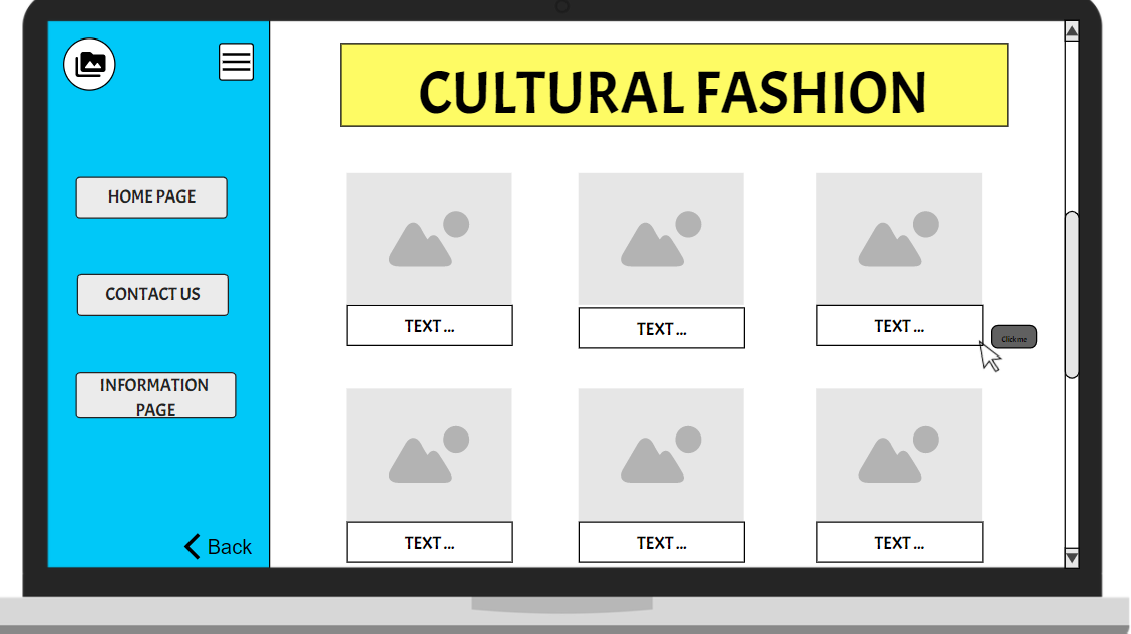 CULTURAL FASHION
HOME PAGE
CONTACT US
INFORMATION
PAGE
Back
TEXT ...
TEXT ...
TEXT ...
Click me
TEXT ...
TEXT ...
TEXT ...